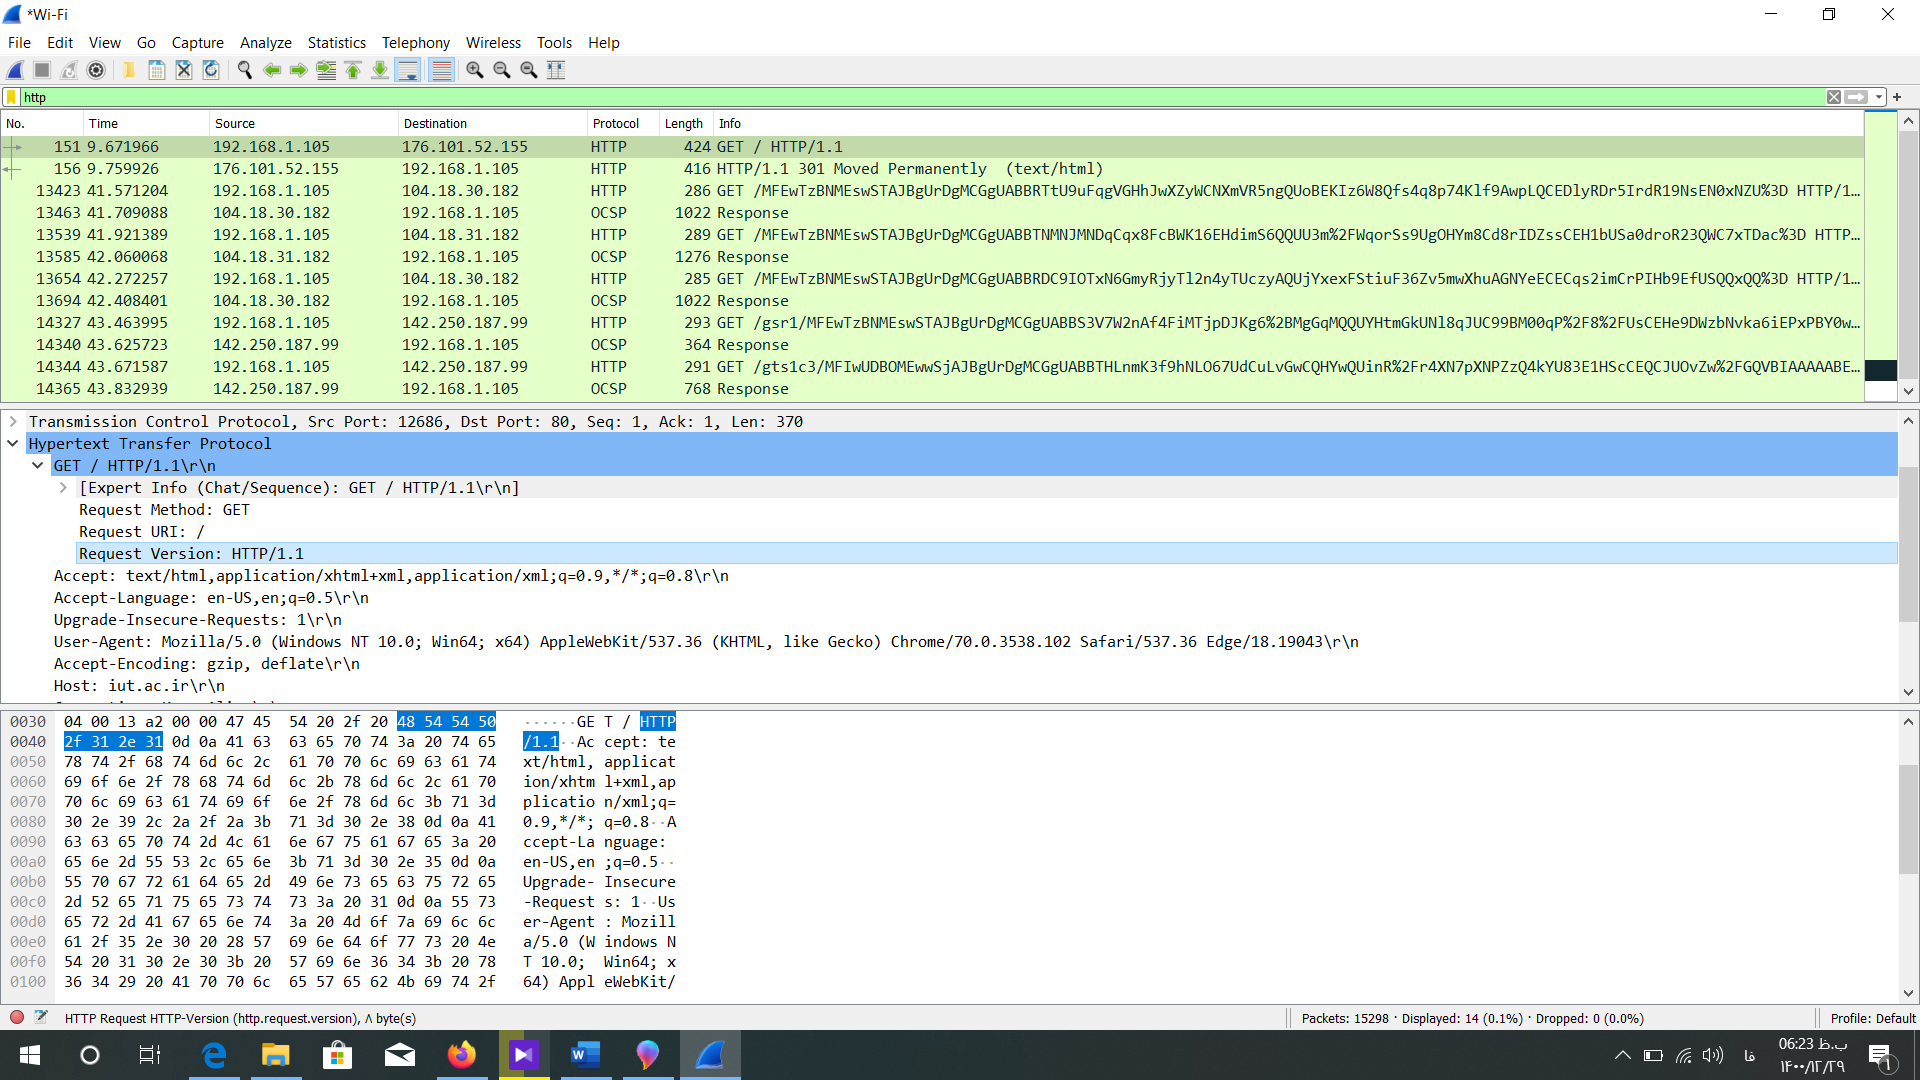 *Wi-Fi
File Edit View Go Capture Analyze Statistics Telephony Wireless Tools Help
http
No. Time Source Destination Protocol Length Info
151 9.671966 192.168.1.105 176.101.52.155 HTTP 424 GET / HTTP/1.1
156 9.759926 176.101.52.155 192.168.1.105 HTTP 416 HTTP/1.1 301 Moved Permanently (text/html)
13423 41.571204 192.168.1.105 104.18.30.182 HTTP 286 GET /MFEwTzBNMEswSTAJBgUrDgMCGgUABBRTtU9uFqgVGHhJwXZyWCNXmVR5ngQUoBEKIz6W8Qfs4q8p74Klf9AwpLQCEDlyRDr5IrdR19NsEN0xNZU%3D HTTP/1…
13463 41.709088 104.18.30.182 192.168.1.105 OCSP 1022 Response
13539 41.921389 192.168.1.105 104.18.31.182 HTTP 289 GET /MFEwTzBNMEswSTAJBgUrDgMCGgUABBTNMNJMNDqCqx8FcBWK16EHdimS6QQUU3m%2FWqorSs9UgOHYm8Cd8rIDZssCEH1bUSa0droR23QWC7xTDac%3D HTTP…
13585 42.060068 104.18.31.182 192.168.1.105 OCSP 1276 Response
13654 42.272257 192.168.1.105 104.18.30.182 HTTP 285 GET /MFEwTzBNMEswSTAJBgUrDgMCGgUABBRDC9IOTxN6GmyRjyTl2n4yTUczyAQUjYxexFStiuF36Zv5mwXhuAGNYeECECqs2imCrPIHb9EfUSQQxQQ%3D HTTP/1…
13694 42.408401 104.18.30.182 192.168.1.105 OCSP 1022 Response
14327 43.463995 192.168.1.105 142.250.187.99 HTTP 293 GET /gsr1/MFEwTzBNMEswSTAJBgUrDgMCGgUABBS3V7W2nAf4FiMTjpDJKg6%2BMgGqMQQUYHtmGkUNl8qJUC99BM00qP%2F8%2FUsCEHe9DWzbNvka6iEPxPBY0w…
14340 43.625723 142.250.187.99 192.168.1.105 OCSP 364 Response
14344 43.671587 192.168.1.105 142.250.187.99 HTTP 291 GET /gts1c3/MFIwUDBOMEwwSjAJBgUrDgMCGgUABBTHLnmK3f9hNLO67UdCuLvGwCQHYwQUinR%2Fr4XN7pXNPZzQ4kYU83E1HScCEQCJUOvZw%2FGQVBIAAAAABE…
14365 43.832939 142.250.187.99 192.168.1.105 OCSP 768 Response
Transmission Control Protocol, Src Port: 12686, Dst Port: 80, Seq: 1, Ack: 1, Len: 370
Hypertext Transfer Protocol
GET / HTTP/1.1\r\n
[Expert Info (Chat/Sequence): GET / HTTP/1.1\r\n]
Request Method: GET
Request URI: /
Request Version: HTTP/1.1
Accept: text/html,application/xhtml+xml,application/xml;q=0.9,*/*;q=0.8\r\n
Accept-Language: en-US,en;q=0.5\r\n
Upgrade-Insecure-Requests: 1\r\n
User-Agent: Mozilla/5.0 (Windows NT 10.0; Win64; x64) AppleWebKit/537.36 (KHTML, like Gecko) Chrome/70.0.3538.102 Safari/537.36 Edge/18.19043\r\n
Accept-Encoding: gzip, deflate\r\n
Host: iut.ac.ir\r\n
0030 04 00 13 a2 00 00 47 45 54 20 2f 20 48 54 54 50 ······GE T / HTTP
0040 2f 31 2e 31 0d 0a 41 63 63 65 70 74 3a 20 74 65 /1.1··Ac cept: te
0050 78 74 2f 68 74 6d 6c 2c 61 70 70 6c 69 63 61 74 xt/html, applicat
0060 69 6f 6e 2f 78 68 74 6d 6c 2b 78 6d 6c 2c 61 70 ion/xhtm l+xml,ap
0070 70 6c 69 63 61 74 69 6f 6e 2f 78 6d 6c 3b 71 3d plicatio n/xml;q=
0080 30 2e 39 2c 2a 2f 2a 3b 71 3d 30 2e 38 0d 0a 41 0.9,*/*; q=0.8··A
0090 63 63 65 70 74 2d 4c 61 6e 67 75 61 67 65 3a 20 ccept-La nguage:
00a0 65 6e 2d 55 53 2c 65 6e 3b 71 3d 30 2e 35 0d 0a en-US,en ;q=0.5··
00b0 55 70 67 72 61 64 65 2d 49 6e 73 65 63 75 72 65 Upgrade- Insecure
00c0 2d 52 65 71 75 65 73 74 73 3a 20 31 0d 0a 55 73 -Request s: 1··Us
00d0 65 72 2d 41 67 65 6e 74 3a 20 4d 6f 7a 69 6c 6c er-Agent : Mozill
00e0 61 2f 35 2e 30 20 28 57 69 6e 64 6f 77 73 20 4e a/5.0 (W indows N
00f0 54 20 31 30 2e 30 3b 20 57 69 6e 36 34 3b 20 78 T 10.0;  Win64; x
0100 36 34 29 20 41 70 70 6c 65 57 65 62 4b 69 74 2f 64) Appl eWebKit/
HTTP Request HTTP-Version (http.request.version), ۸ byte(s)
Packets: 15298 · Displayed: 14 (0.1%) · Dropped: 0 (0.0%)
Profile: Default
فا
06:23 ب.ظ
۱۴۰۰/۱۲/۲۹
۱